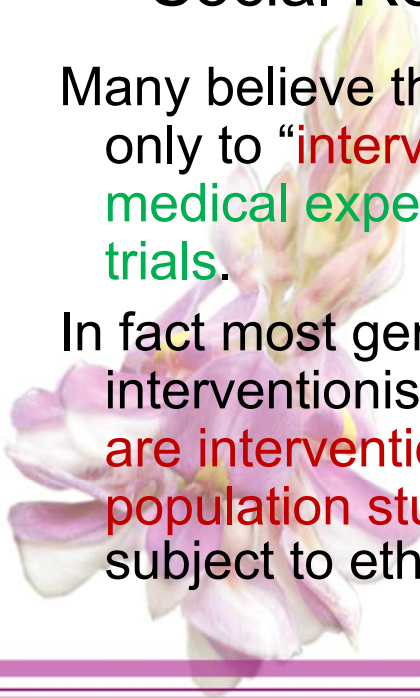 Many believe th
only to “interv
medical expe
trials.
In fact most ger
interventionis
are interventi
population stu
subject to eth